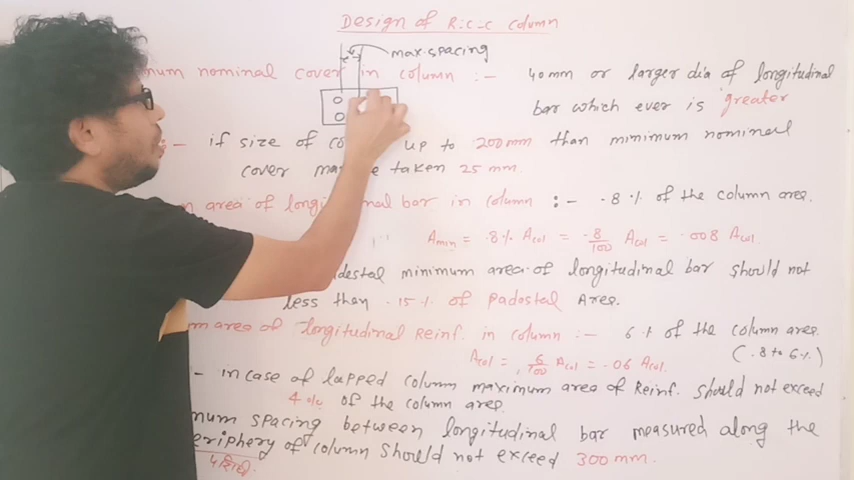 Design of R.C.C column
max.spacing
num nominal cover in column :- 40mm or larger dia of longitudinal
bar which ever is greater
- if size of co up to 200mm than minimum nominal
cover ma e taken 25 mm.
m area of longi nal bar in column :- .8% of the column area.
Amin = .8% Acol = .8/100 Acol = .008 Acol
destal minimum area of longitudinal bar should not
less then .15% of Padostal Area.
m area of longitudinal Reinf. in column :- 6% of the column area.
Acol = 6/100 Acol = .06 Acol. (.8 to 6%)
- in case of lapped column maximum area of Reinf. should not exceed
4% of the column area.
num spacing between longitudinal bar measured along the
eriphery of column should not exceed 300 mm.